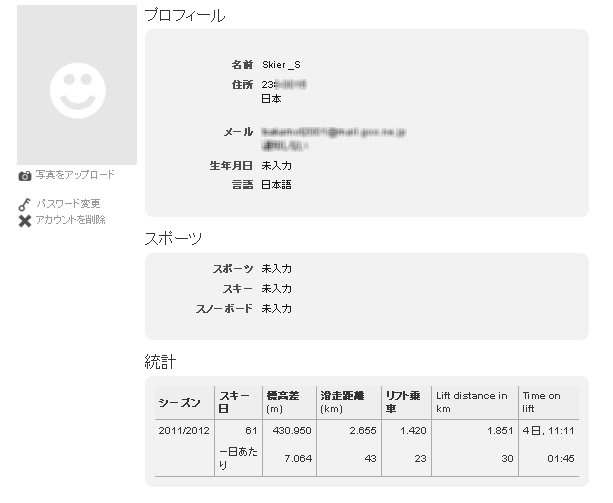 プロフィール
名前 Skier_S
住所
日本
メール
生年月日 未入力
言語 日本語
写真をアップロード
パスワード変更
アカウントを削除
スポーツ
スポーツ 未入力
スキー 未入力
スノーボード 未入力
統計
シーズン スキー日 標高差 (m) 滑走距離 (km) リフト乗車 Lift distance in km Time on lift
2011/2012 61 430.950 2.655 1.420 1.851 4日, 11:11
一日あたり 7.064 43 23 30 01:45